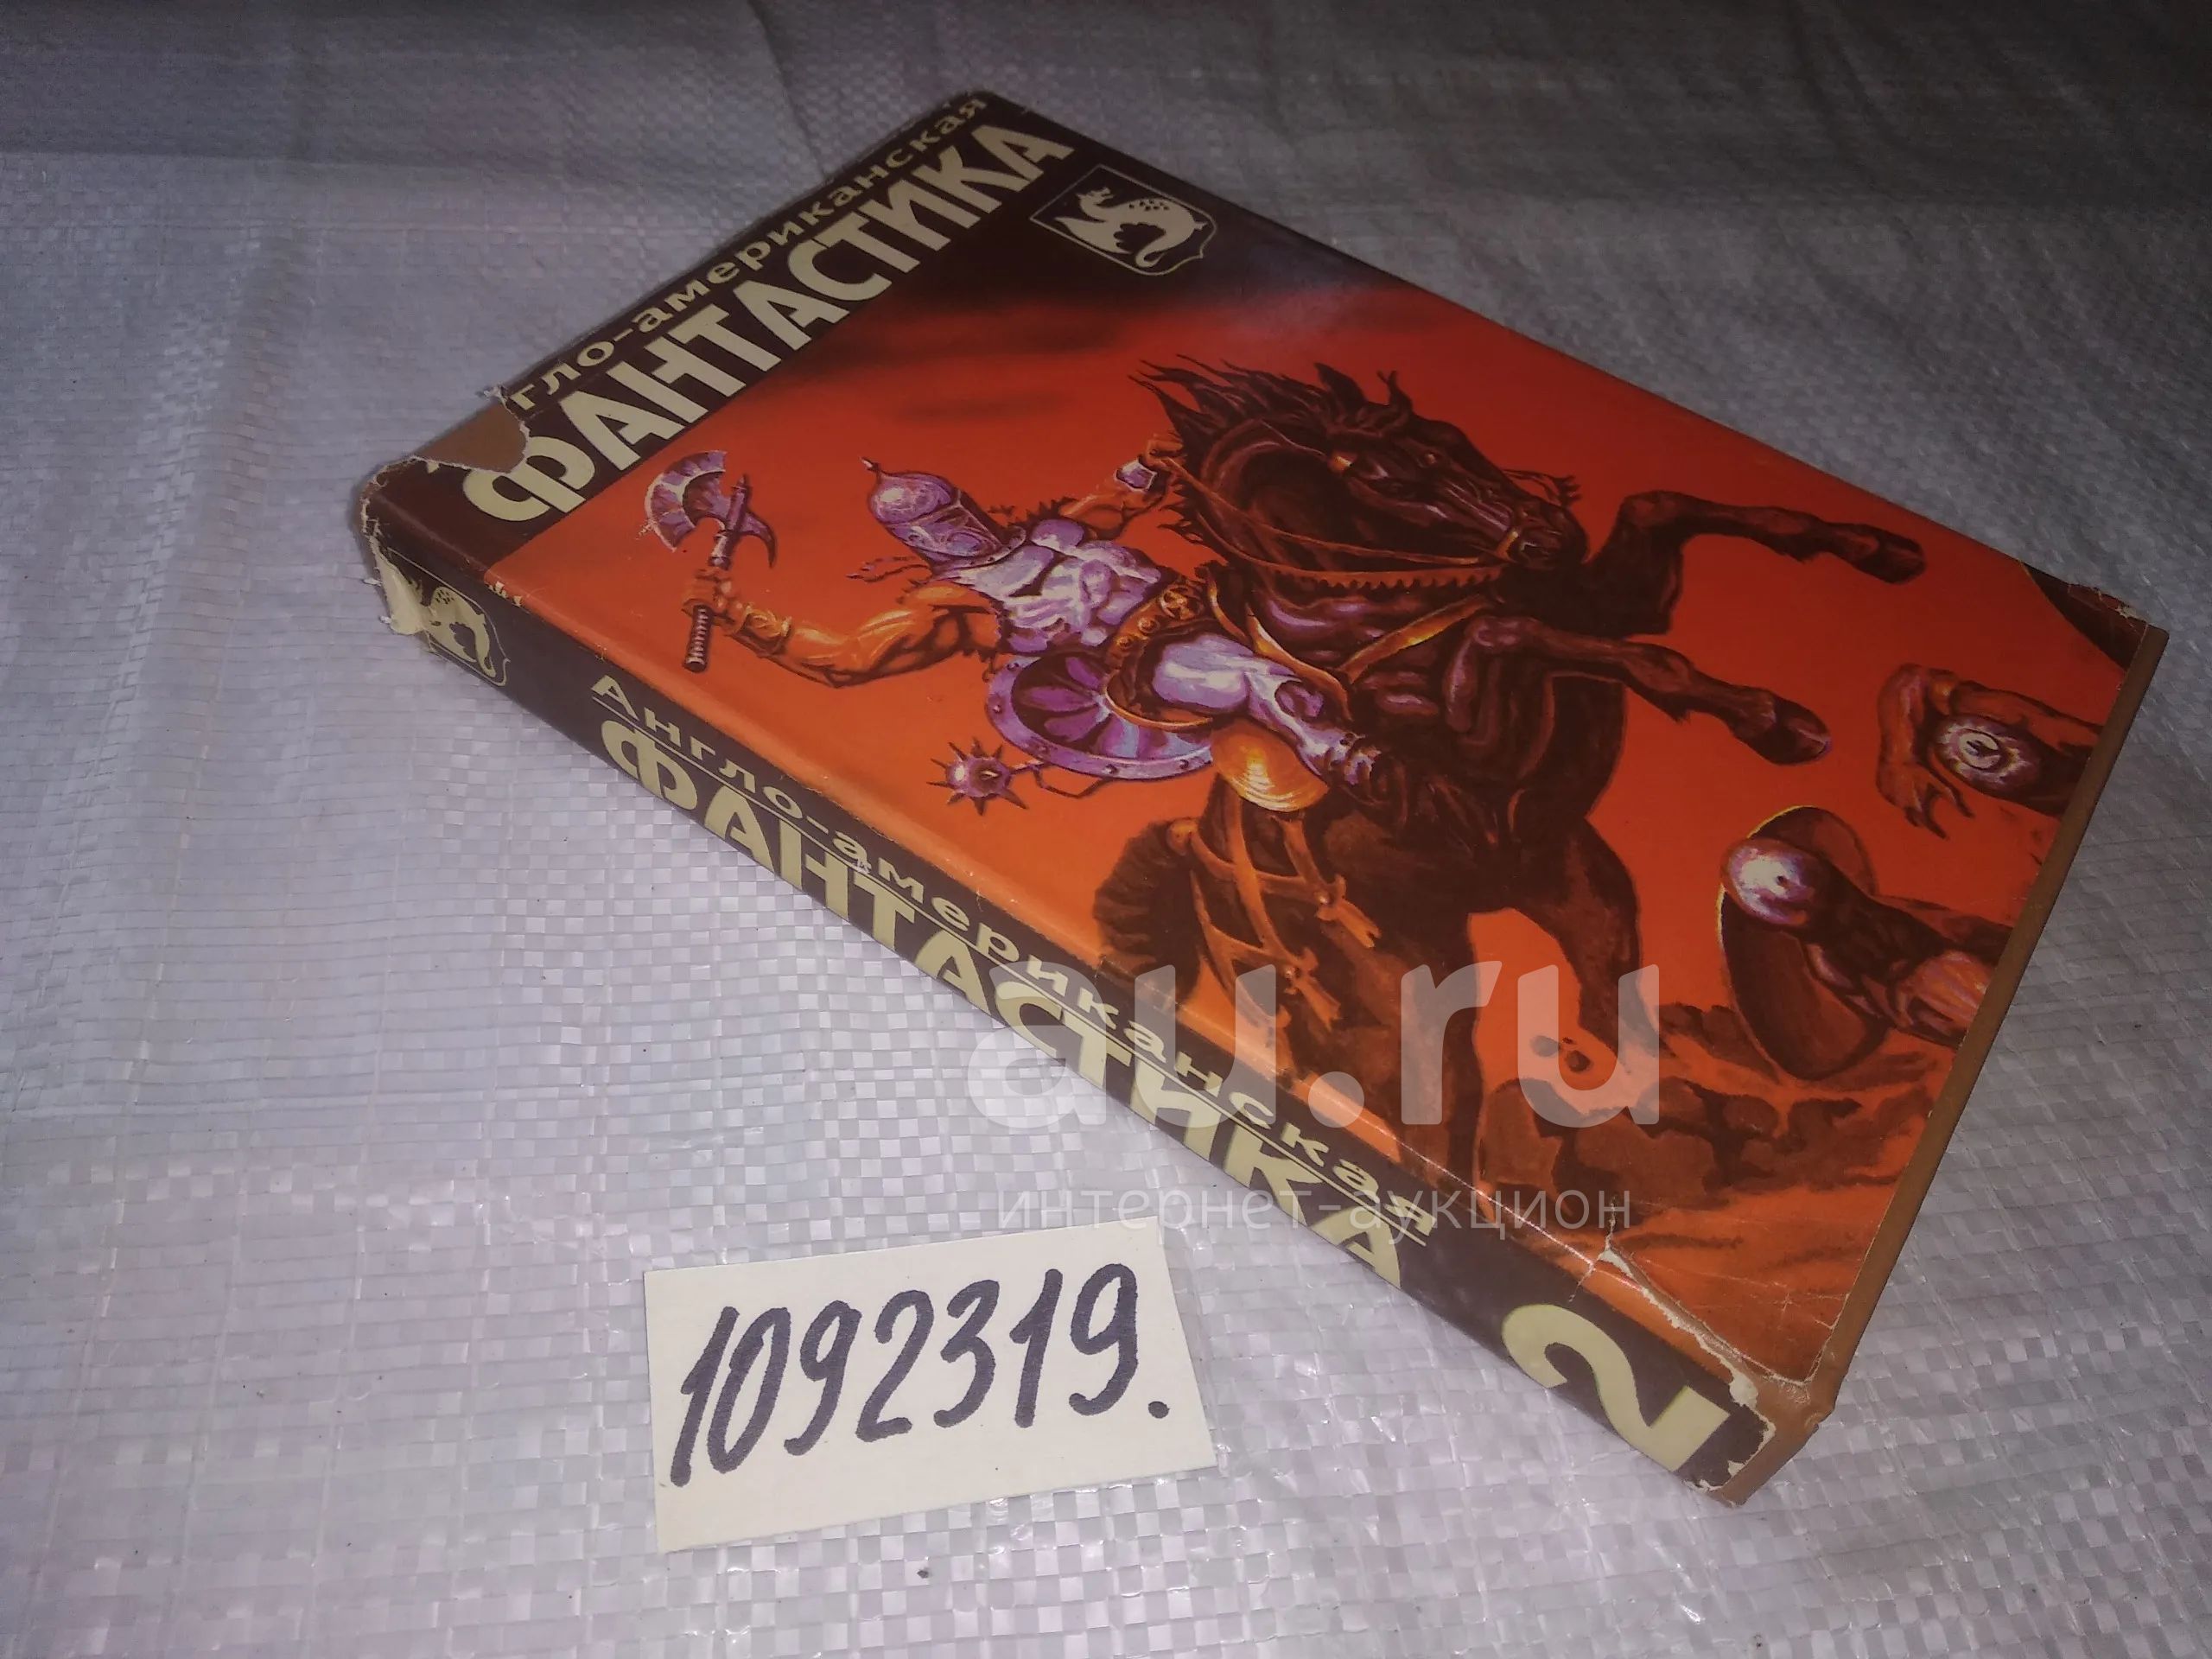 гло-американская
ФАНТАСТИКА
Англо-американская
ФАНТАСТИКА
2
au.ru
интернет-аукцион
1092319.